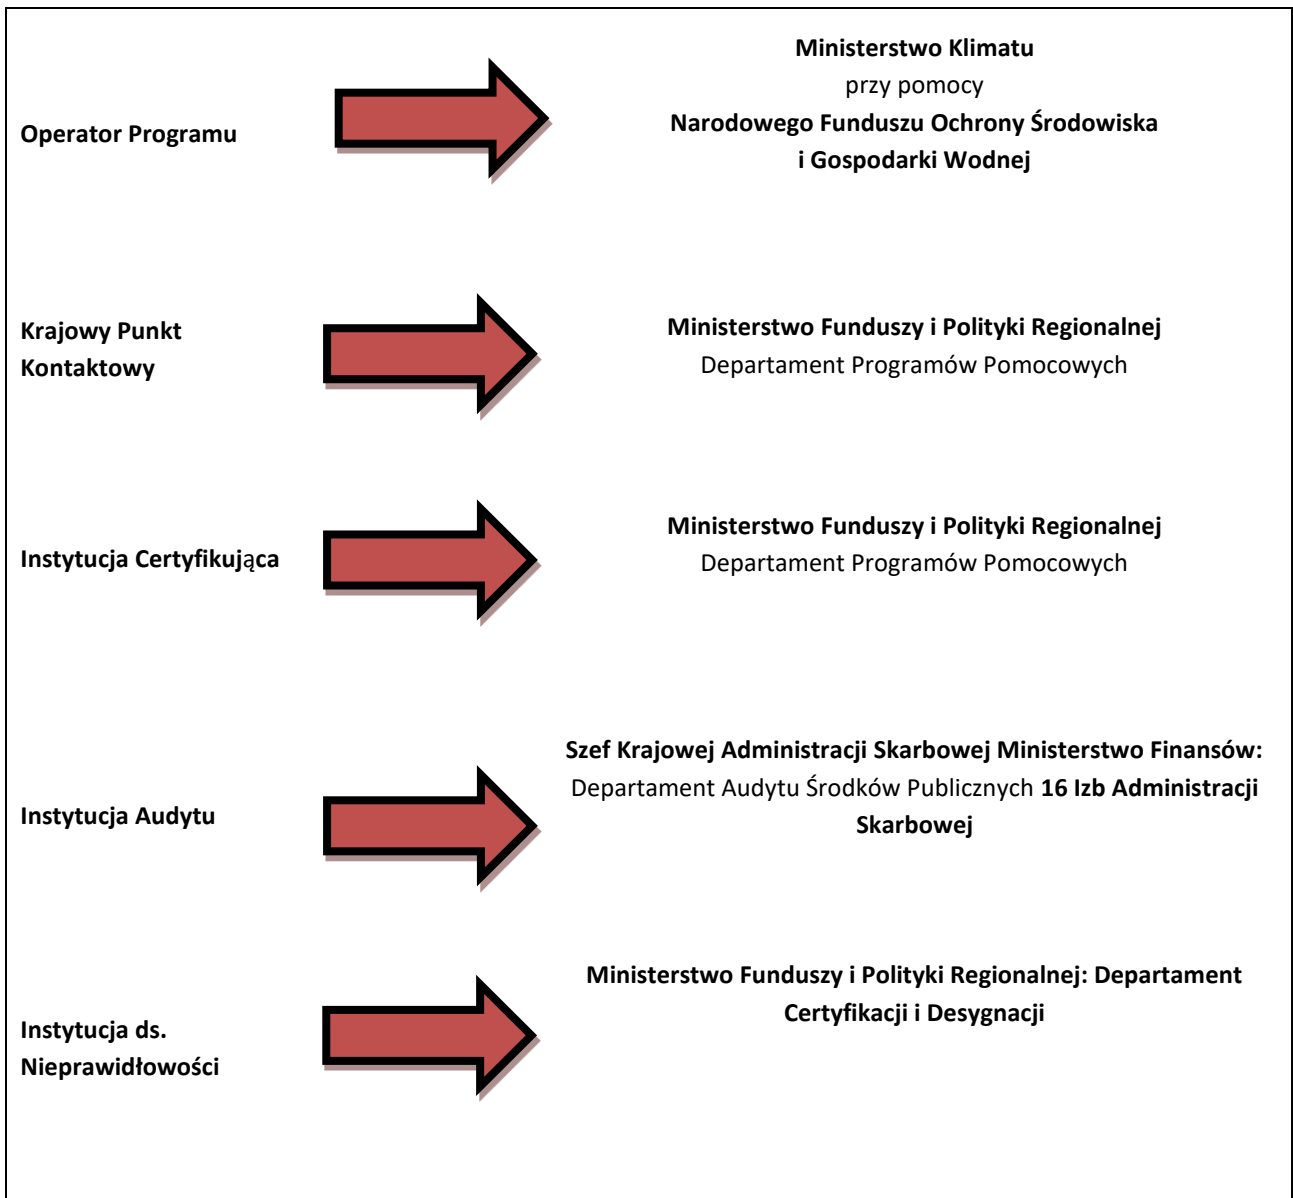 Operator Programu
Ministerstwo Klimatu
przy pomocy
Narodowego Funduszu Ochrony Środowiska
i Gospodarki Wodnej
Krajowy Punkt
Kontaktowy
Ministerstwo Funduszy i Polityki Regionalnej
Departament Programów Pomocowych
Instytucja Certyfikująca
Ministerstwo Funduszy i Polityki Regionalnej
Departament Programów Pomocowych
Instytucja Audytu
Szef Krajowej Administracji Skarbowej Ministerstwo Finansów:
Departament Audytu Środków Publicznych 16 Izb Administracji
Skarbowej
Instytucja ds.
Nieprawidłowości
Ministerstwo Funduszy i Polityki Regionalnej: Departament
Certyfikacji i Desygnacji